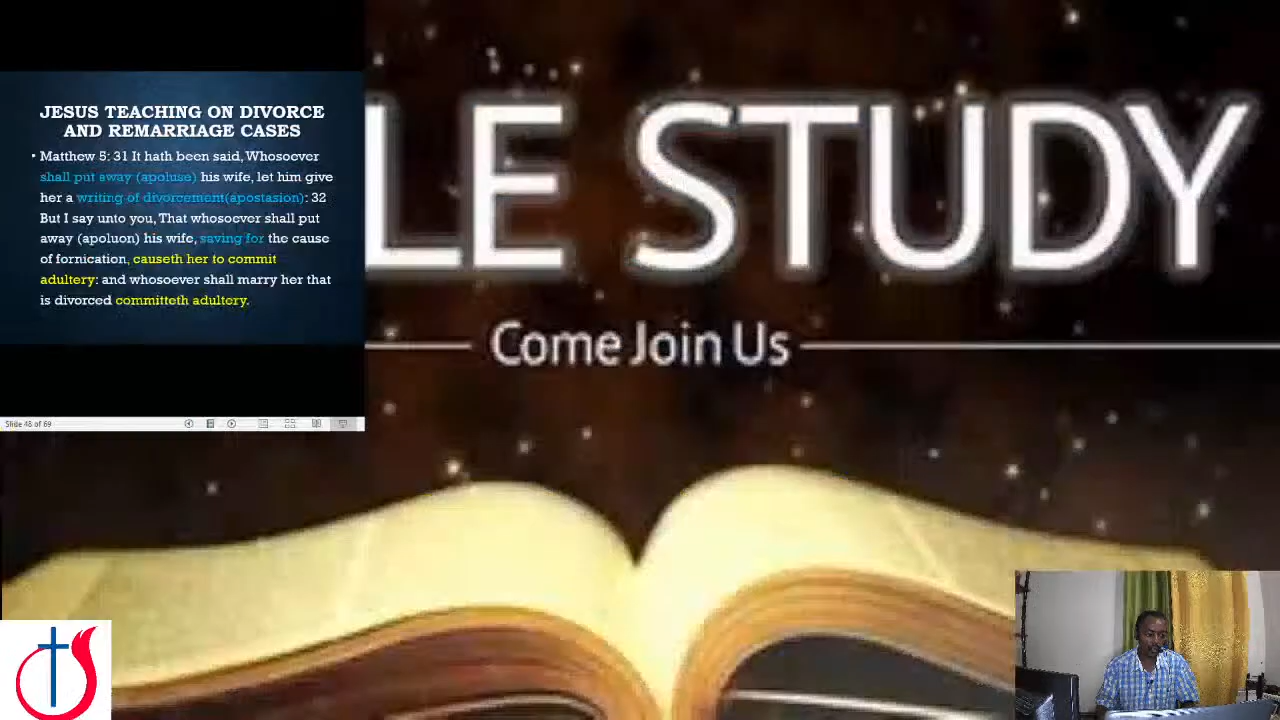 JESUS TEACHING ON DIVORCE
AND REMARRIAGE CASES
• Matthew 5: 31 It hath been said, Whosoever
shall put away (apoluse) his wife, let him give
her a writing of divorcement(apostasion): 32
But I say unto you, That whosoever shall put
away (apoluon) his wife, saving for the cause
of fornication, causeth her to commit
adultery: and whosoever shall marry her that
is divorced committeth adultery.
Slide 48 of 69
LE STUDY
Come Join Us